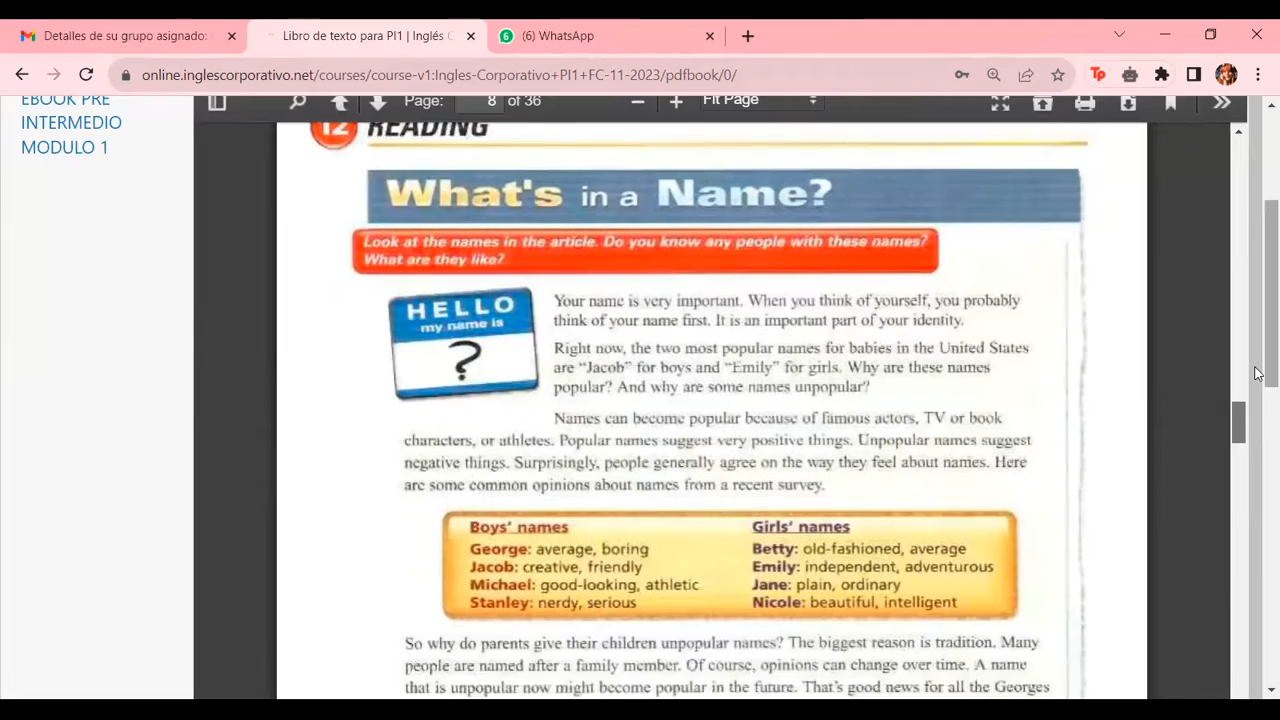 Detalles de su grupo asignado:
Libro de texto para PI1 | Inglés C
(6) WhatsApp
online.inglescorporativo.net/courses/course-v1:Ingles-Corporativo+PI1+FC-11-2023/pdfbook/0/
EBOOK PRE
INTERMEDIO
MODULO 1
Page: 8 of 36
Fit Page
12 READING
What's in a Name?
Look at the names in the article. Do you know any people with these names?
What are they like?
HELLO
my name is
?
Your name is very important. When you think of yourself, you probably
think of your name first. It is an important part of your identity.
Right now, the two most popular names for babies in the United States
are “Jacob” for boys and “Emily” for girls. Why are these names
popular? And why are some names unpopular?
Names can become popular because of famous actors, TV or book
characters, or athletes. Popular names suggest very positive things. Unpopular names suggest
negative things. Surprisingly, people generally agree on the way they feel about names. Here
are some common opinions about names from a recent survey.
Boys' names
George: average, boring
Jacob: creative, friendly
Michael: good-looking, athletic
Stanley: nerdy, serious
Girls' names
Betty: old-fashioned, average
Emily: independent, adventurous
Jane: plain, ordinary
Nicole: beautiful, intelligent
So why do parents give their children unpopular names? The biggest reason is tradition. Many
people are named after a family member. Of course, opinions can change over time. A name
that is unpopular now might become popular in the future. That's good news for all the Georges